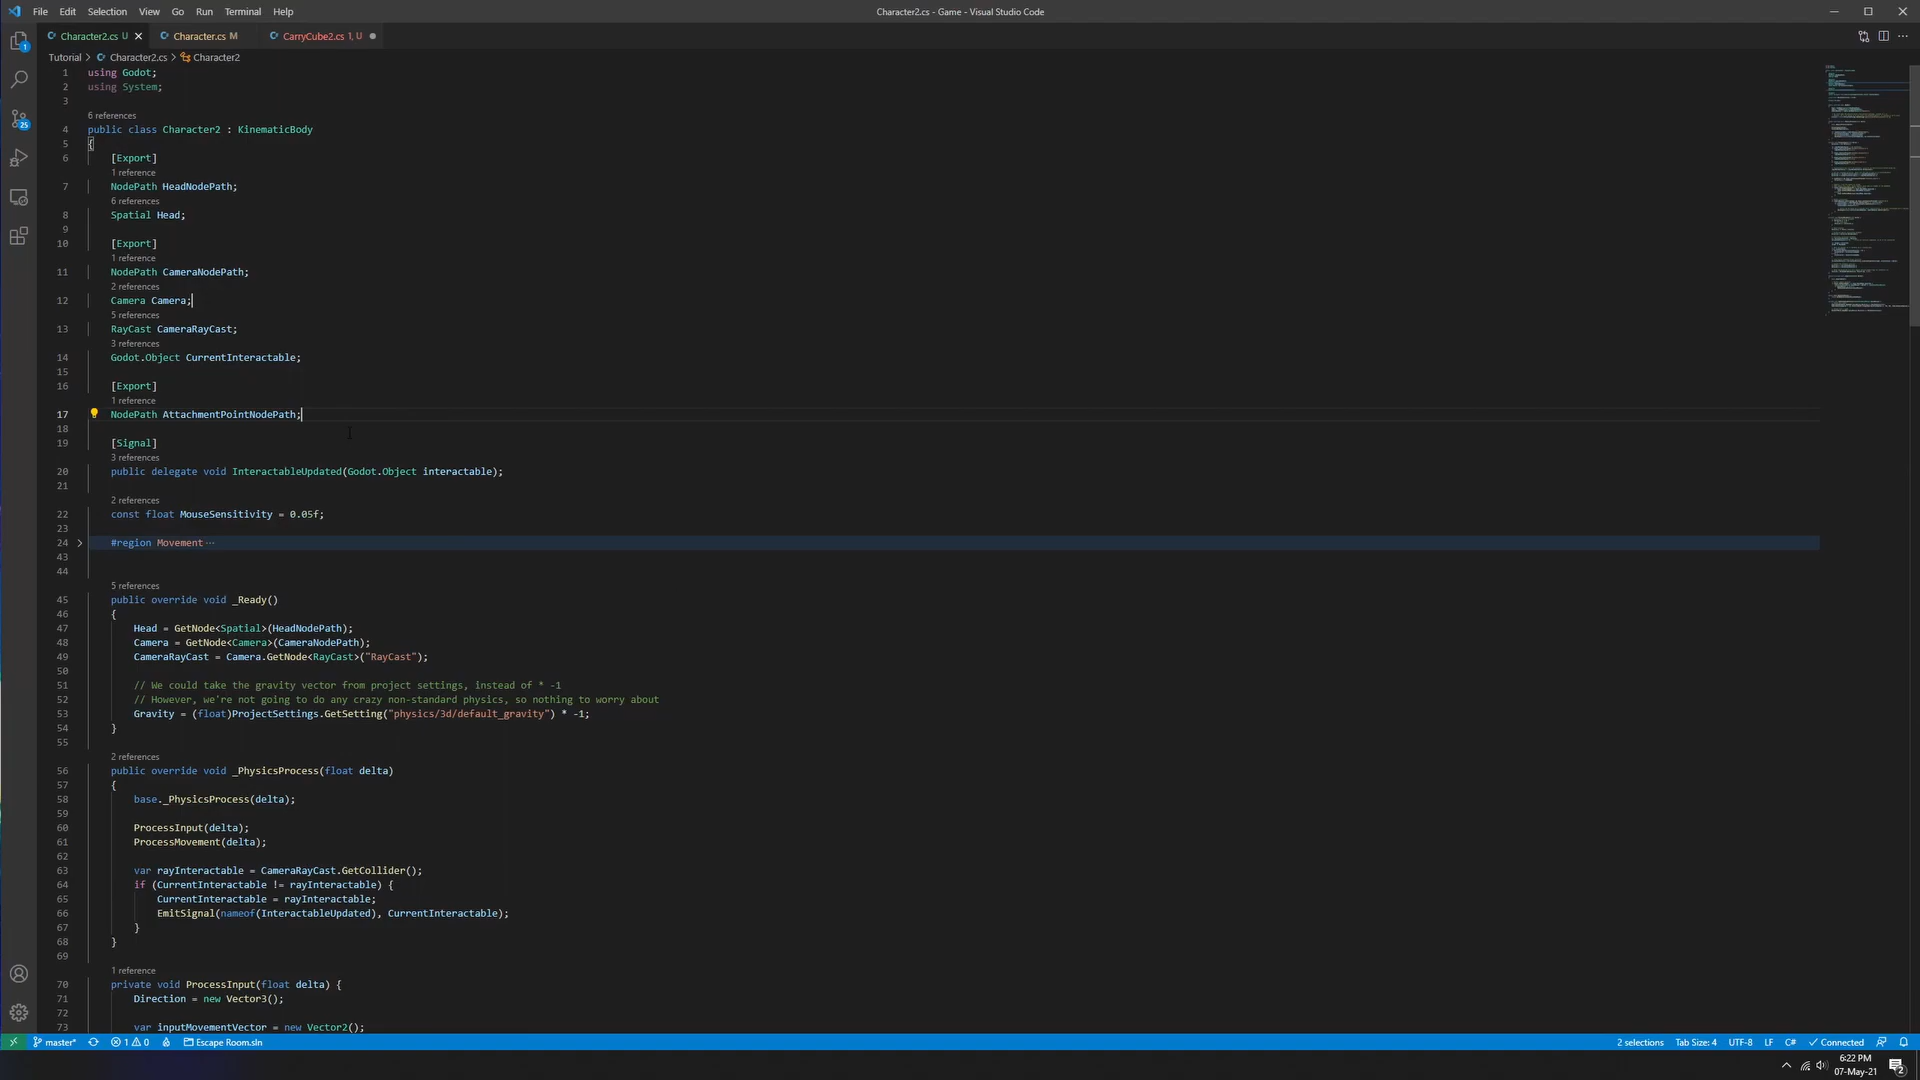 File Edit Selection View Go Run Terminal Help
Character2.cs - Game - Visual Studio Code
Character2.cs U Character.cs M CarryCube2.cs 1, U
Tutorial > Character2.cs > Character2
1 using Godot;
2 using System;
3
6 references
4 public class Character2 : KinematicBody
5 {
6 [Export]
1 reference
7 NodePath HeadNodePath;
6 references
8 Spatial Head;
9
10 [Export]
1 reference
11 NodePath CameraNodePath;
2 references
12 Camera Camera;
5 references
13 RayCast CameraRayCast;
3 references
14 Godot.Object CurrentInteractable;
15
16 [Export]
1 reference
17 NodePath AttachmentPointNodePath;
18
19 [Signal]
3 references
20 public delegate void InteractableUpdated(Godot.Object interactable);
21
2 references
22 const float MouseSensitivity = 0.05f;
23
24 #region Movement ...
43
44
5 references
45 public override void _Ready()
46 {
47 Head = GetNode<Spatial>(HeadNodePath);
48 Camera = GetNode<Camera>(CameraNodePath);
49 CameraRayCast = Camera.GetNode<RayCast>("RayCast");
50
51 // We could take the gravity vector from project settings, instead of * -1
52 // However, we're not going to do any crazy non-standard physics, so nothing to worry about
53 Gravity = (float)ProjectSettings.GetSetting("physics/3d/default_gravity") * -1;
54 }
55
2 references
56 public override void _PhysicsProcess(float delta)
57 {
58 base._PhysicsProcess(delta);
59
60 ProcessInput(delta);
61 ProcessMovement(delta);
62
63 var rayInteractable = CameraRayCast.GetCollider();
64 if (CurrentInteractable != rayInteractable) {
65 CurrentInteractable = rayInteractable;
66 EmitSignal(nameof(InteractableUpdated), CurrentInteractable);
67 }
68 }
69
1 reference
70 private void ProcessInput(float delta) {
71 Direction = new Vector3();
72
73 var inputMovementVector = new Vector2();
1
25
master* 1 0 Escape Room.sln 2 selections Tab Size: 4 UTF-8 LF C# Connected
6:22 PM
07-May-21
2